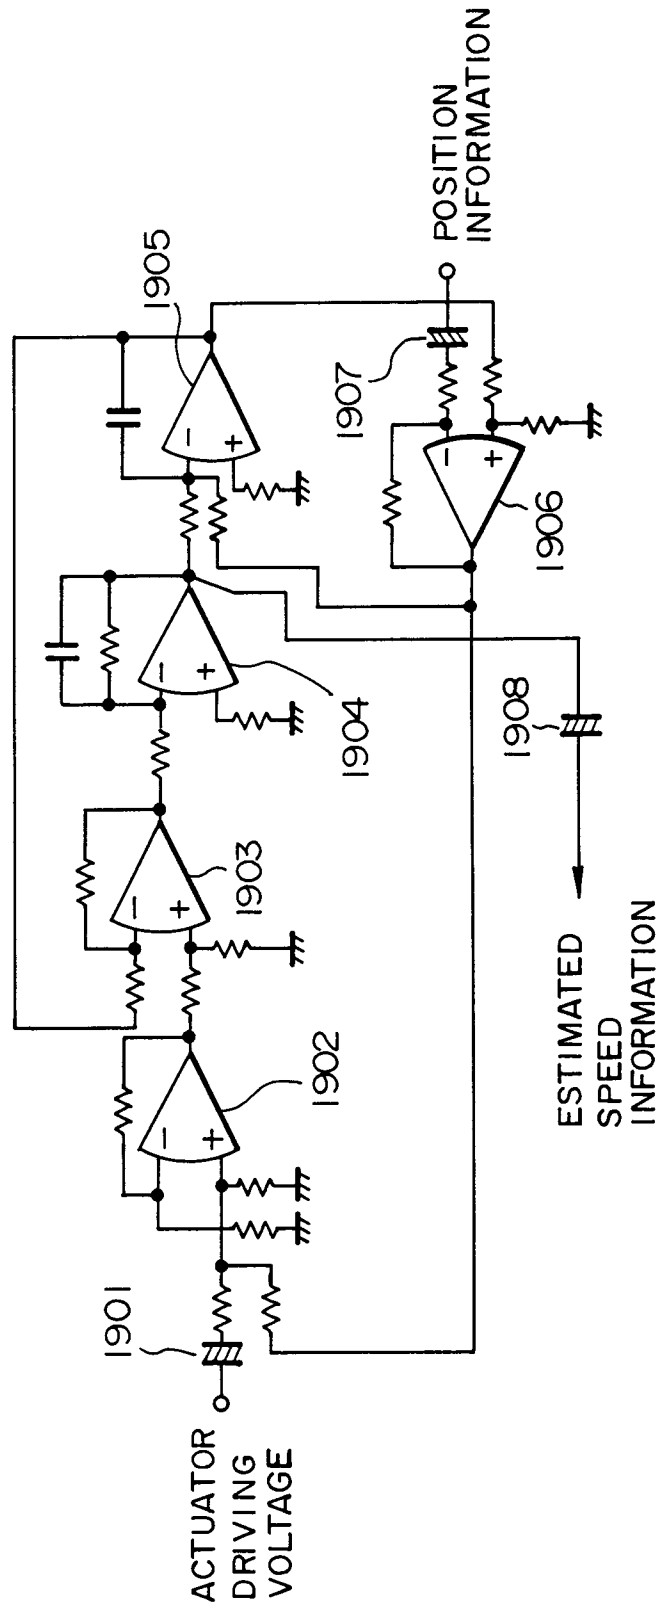 ACTUATOR
DRIVING
VOLTAGE
1901
1902
1903
1904
1905
1906
1907
1908
− +
− +
− +
− +
− +
POSITION
INFORMATION
ESTIMATED
SPEED
INFORMATION